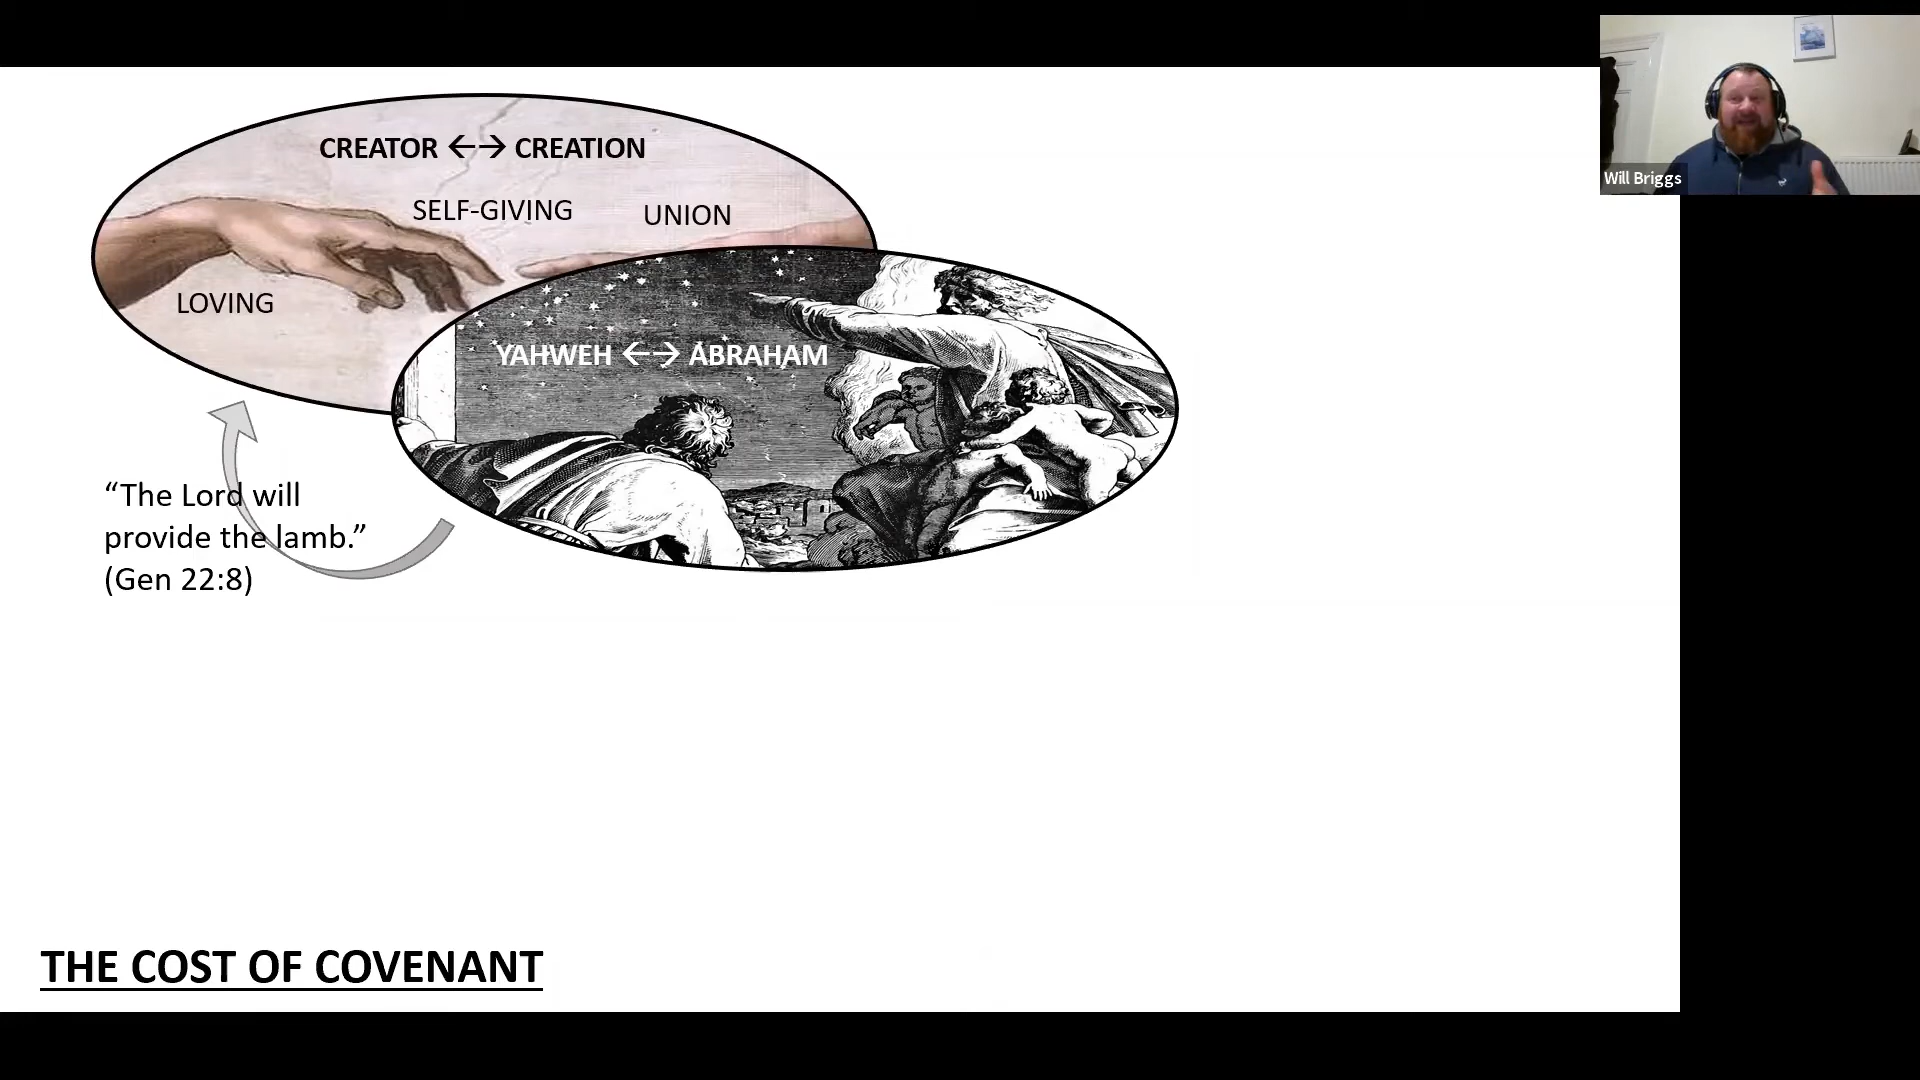 CREATOR ←→ CREATION
SELF-GIVING
UNION
LOVING
YAHWEH ←→ ABRAHAM
“The Lord will
provide the lamb.”
(Gen 22:8)
THE COST OF COVENANT
Will Briggs